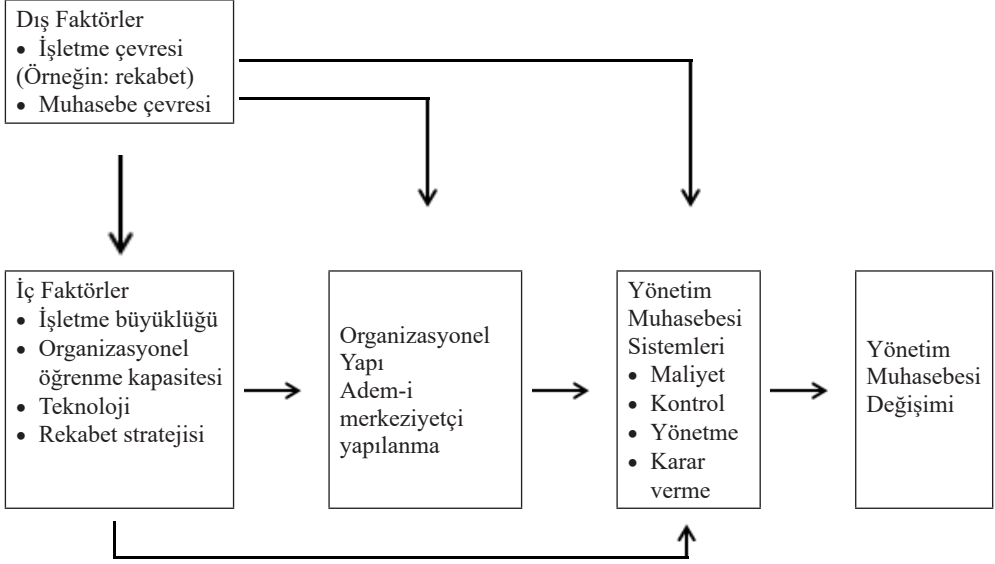 Dış Faktörler
• İşletme çevresi
(Örneğin: rekabet)
• Muhasebe çevresi
İç Faktörler
• İşletme büyüklüğü
• Organizasyonel
öğrenme kapasitesi
• Teknoloji
• Rekabet stratejisi
Organizasyonel
Yapı
Adem-i
merkeziyetçi
yapılanma
Yönetim
Muhasebesi
Sistemleri
• Maliyet
• Kontrol
• Yönetme
• Karar
verme
Yönetim
Muhasebesi
Değişimi